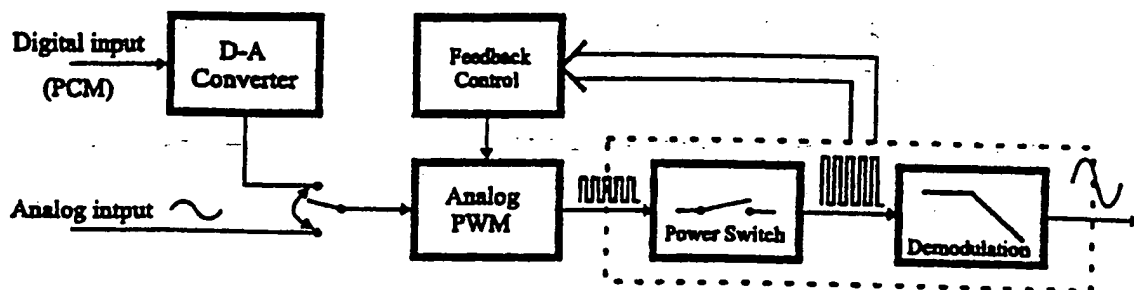 Digital input
(PCM)
D-A
Converter
Feedback
Control
Analog intput
Analog
PWM
Power Switch
Demodulation